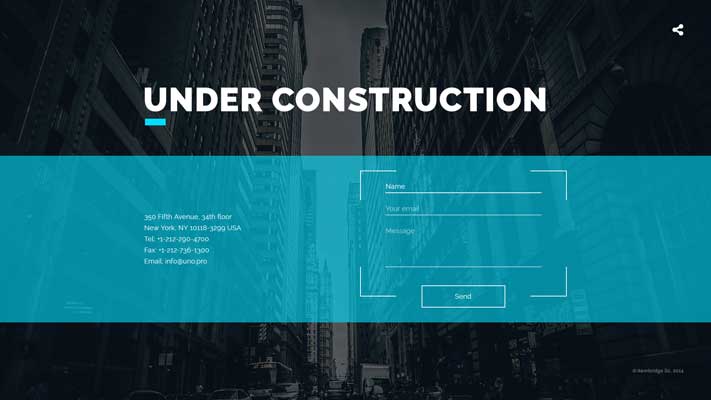 UNDER CONSTRUCTION
350 Fifth Avenue, 34th floor
New York, NY 10118-3299 USA
Tel: +1-212-290-4700
Fax: +1-212-736-1300
Email: info@uno.pro
Name
Your email
Message
Send
2014